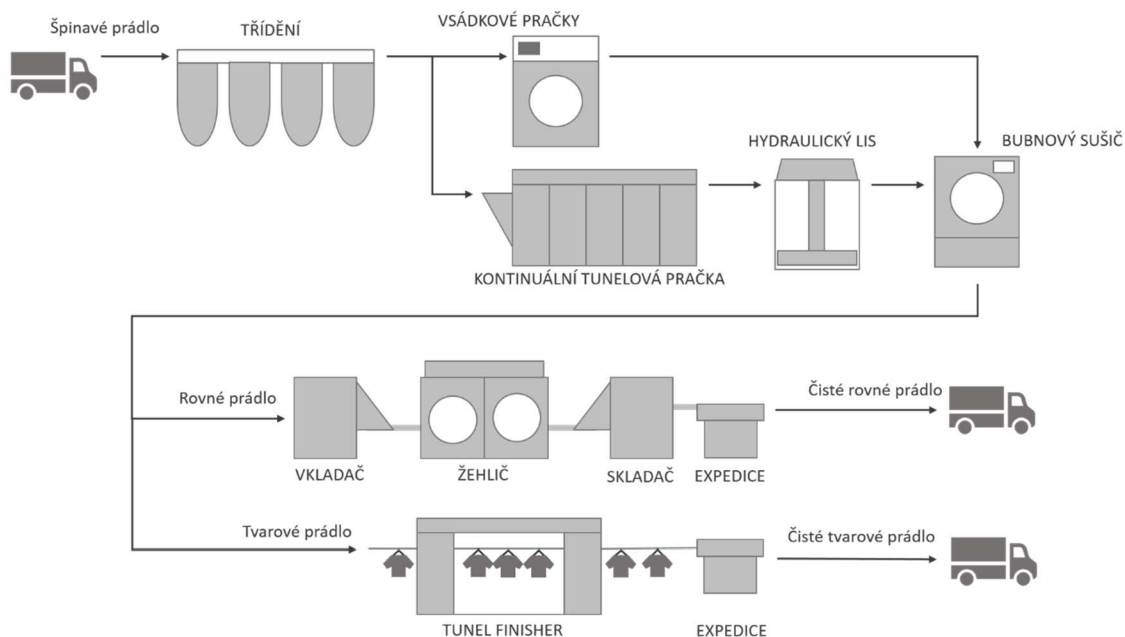 Špinavé prádlo
TŘÍDĚNÍ
VSÁDKOVÉ PRAČKY
HYDRAULICKÝ LIS
BUBNOVÝ SUŠIČ
KONTINUÁLNÍ TUNELOVÁ PRAČKA
Rovné prádlo
Čisté rovné prádlo
VKLADAČ
ŽEHLIČ
SKLADAČ
EXPEDICE
Tvarové prádlo
Čisté tvarové prádlo
TUNEL FINISHER
EXPEDICE